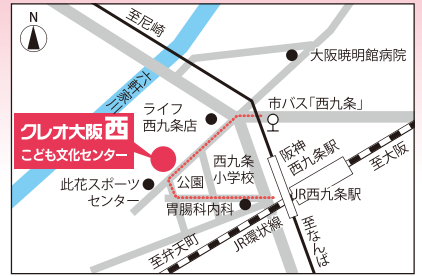 N
至尼崎
大阪暁明館病院
六軒家川
ライフ
西九条店
市バス「西九条」
クレオ大阪西
こども文化センター
阪神
西九条駅
至大阪
西九条
小学校
此花スポーツ
センター
公園
JR西九条駅
胃腸科内科
至弁天町
JR環状線
至なんば